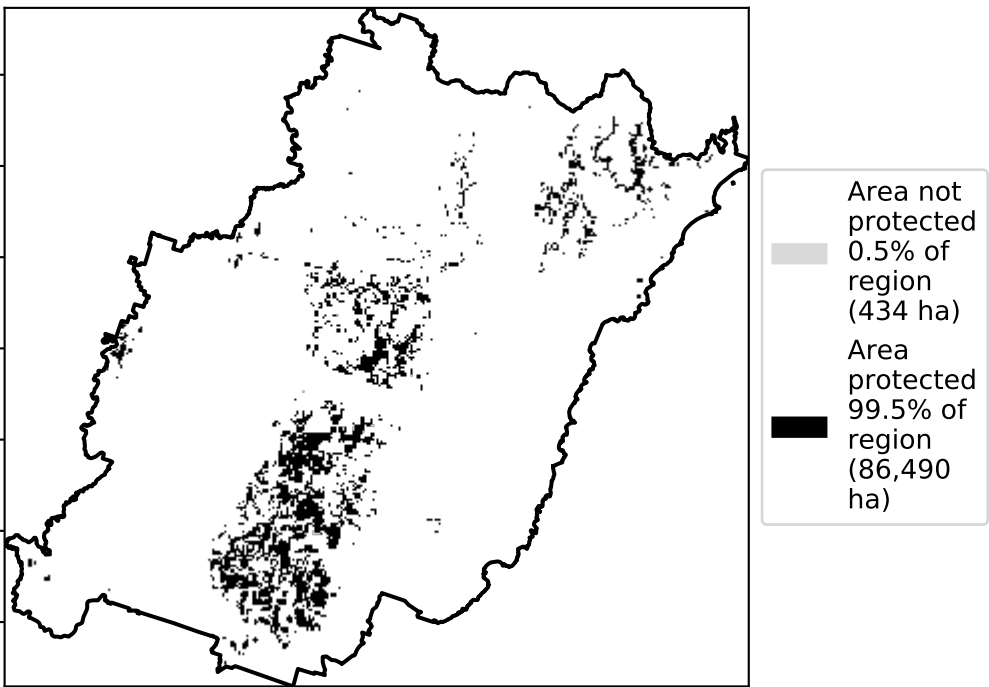 Area not
protected
0.5% of
region
(434 ha)
Area
protected
99.5% of
region
(86,490
ha)